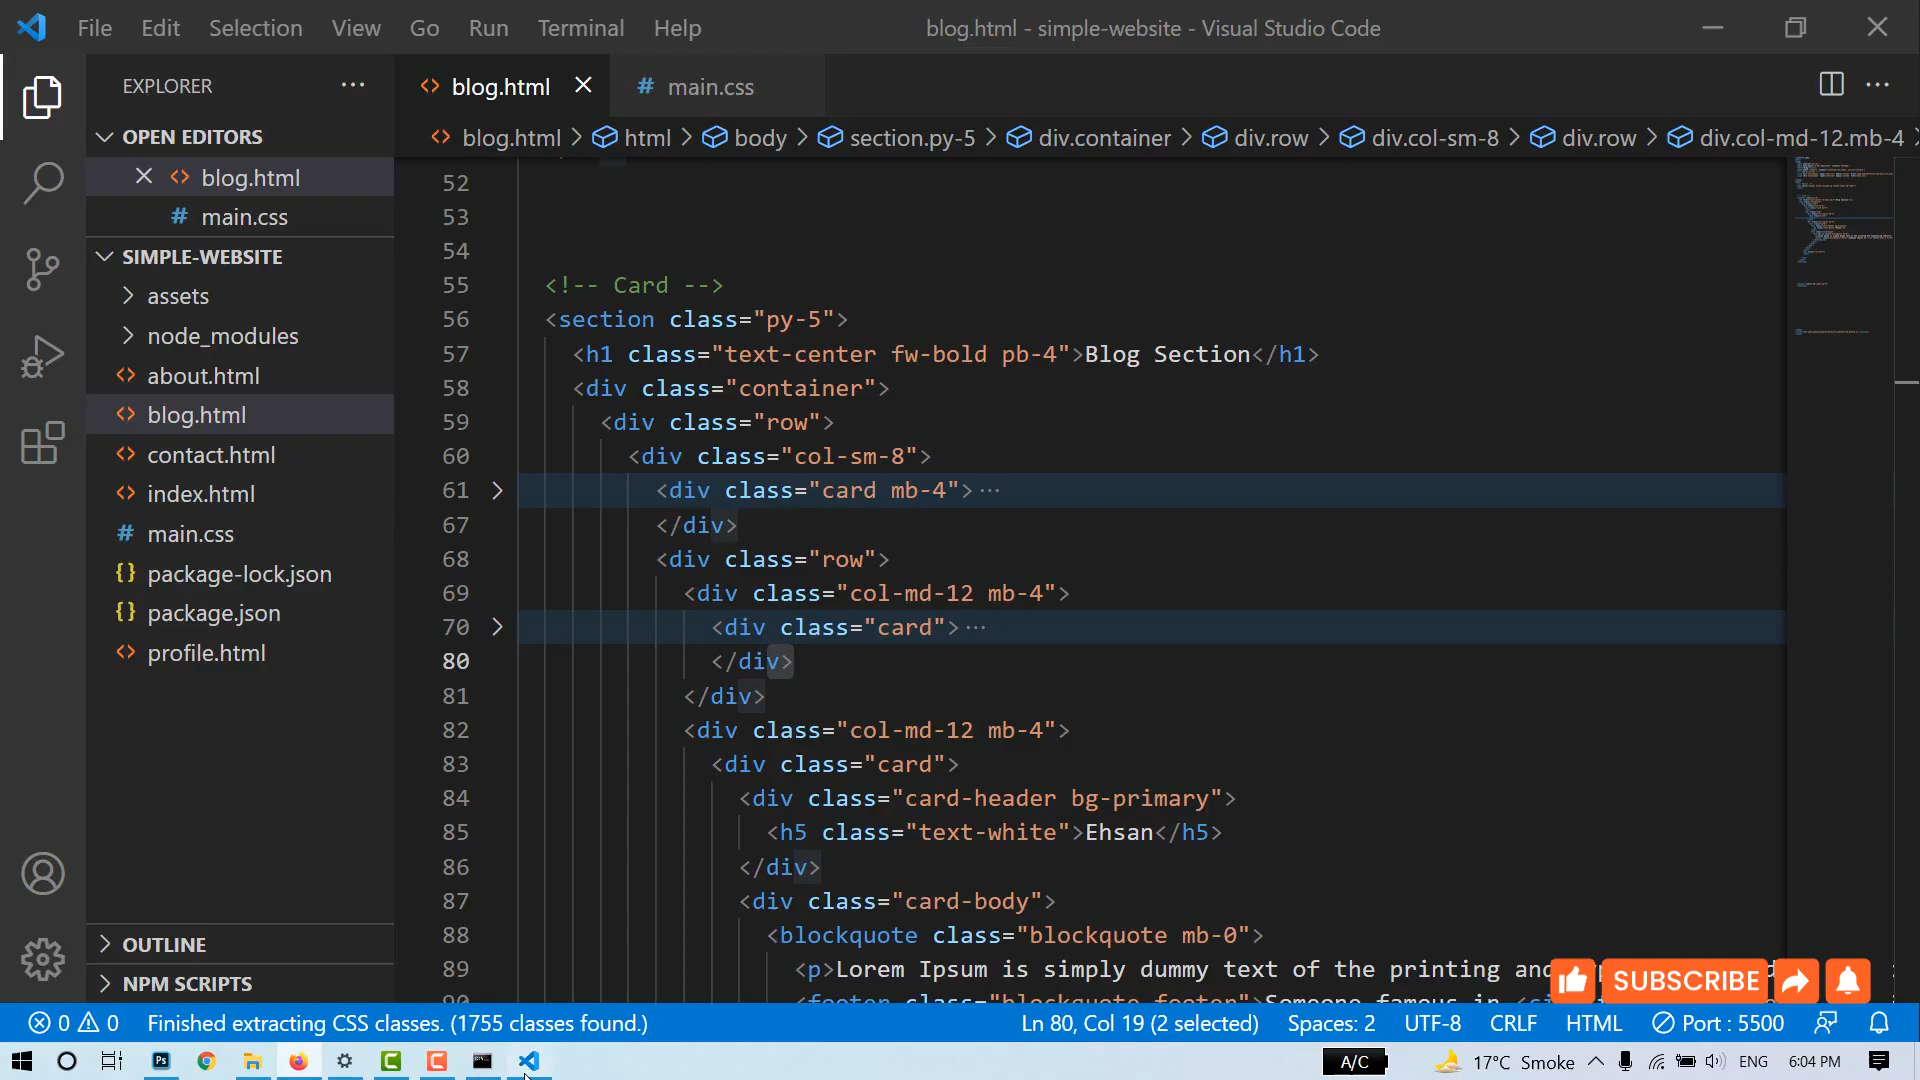 File Edit Selection View Go Run Terminal Help
blog.html - simple-website - Visual Studio Code
EXPLORER
OPEN EDITORS
blog.html
main.css
SIMPLE-WEBSITE
assets
node_modules
about.html
blog.html
contact.html
index.html
main.css
package-lock.json
package.json
profile.html
OUTLINE
NPM SCRIPTS
blog.html
main.css
blog.html > html > body > section.py-5 > div.container > div.row > div.col-sm-8 > div.row > div.col-md-12.mb-4
52
53
54
55 <!-- Card -->
56 <section class="py-5">
57 <h1 class="text-center fw-bold pb-4">Blog Section</h1>
58 <div class="container">
59 <div class="row">
60 <div class="col-sm-8">
61 <div class="card mb-4">···
67 </div>
68 <div class="row">
69 <div class="col-md-12 mb-4">
70 <div class="card">···
80 </div>
81 </div>
82 <div class="col-md-12 mb-4">
83 <div class="card">
84 <div class="card-header bg-primary">
85 <h5 class="text-white">Ehsan</h5>
86 </div>
87 <div class="card-body">
88 <blockquote class="blockquote mb-0">
89 <p>Lorem Ipsum is simply dummy text of the printing and
90 <footer class="blockquote-footer">Someone famous in
SUBSCRIBE
0 0 Finished extracting CSS classes. (1755 classes found.)
Ln 80, Col 19 (2 selected) Spaces: 2 UTF-8 CRLF HTML Port : 5500
Ps
A/C 17°C Smoke ENG 6:04 PM